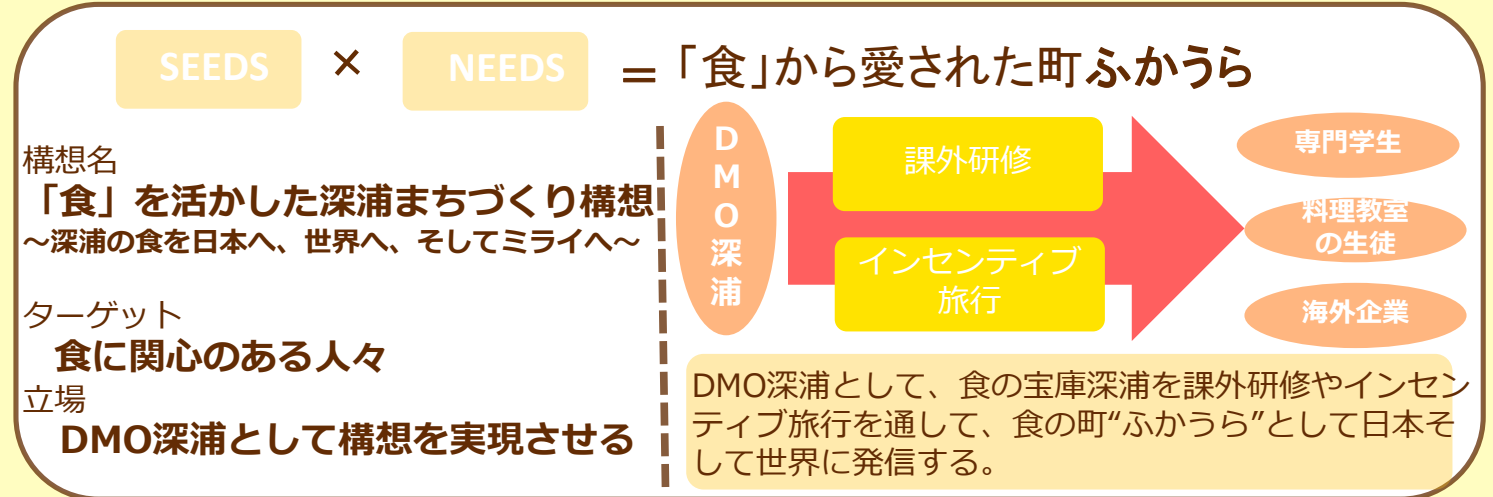 SEEDS × NEEDS =「食」から愛された町ふかうら
構想名
「食」を活かした深浦まちづくり構想
～深浦の食を日本へ、世界へ、そしてミライへ～
ターゲット
食に関心のある人々
立場
DMO深浦として構想を実現させる
DMO深浦
課外研修
インセンティブ
旅行
専門学生
料理教室
の生徒
海外企業
DMO深浦として、食の宝庫深浦を課外研修やインセン
ティブ旅行を通して、食の町“ふかうら”として日本そ
して世界に発信する。